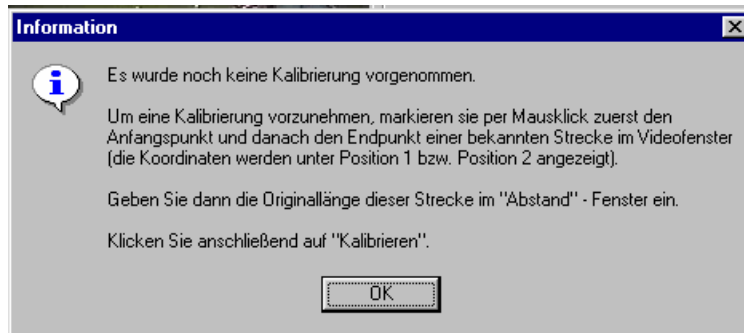 Information
Es wurde noch keine Kalibrierung vorgenommen.
Um eine Kalibrierung vorzunehmen, markieren sie per Mausklick zuerst den
Anfangspunkt und danach den Endpunkt einer bekannten Strecke im Videofenster
(die Koordinaten werden unter Position 1 bzw. Position 2 angezeigt).
Geben Sie dann die Originallänge dieser Strecke im "Abstand" - Fenster ein.
Klicken Sie anschließend auf "Kalibrieren".
OK